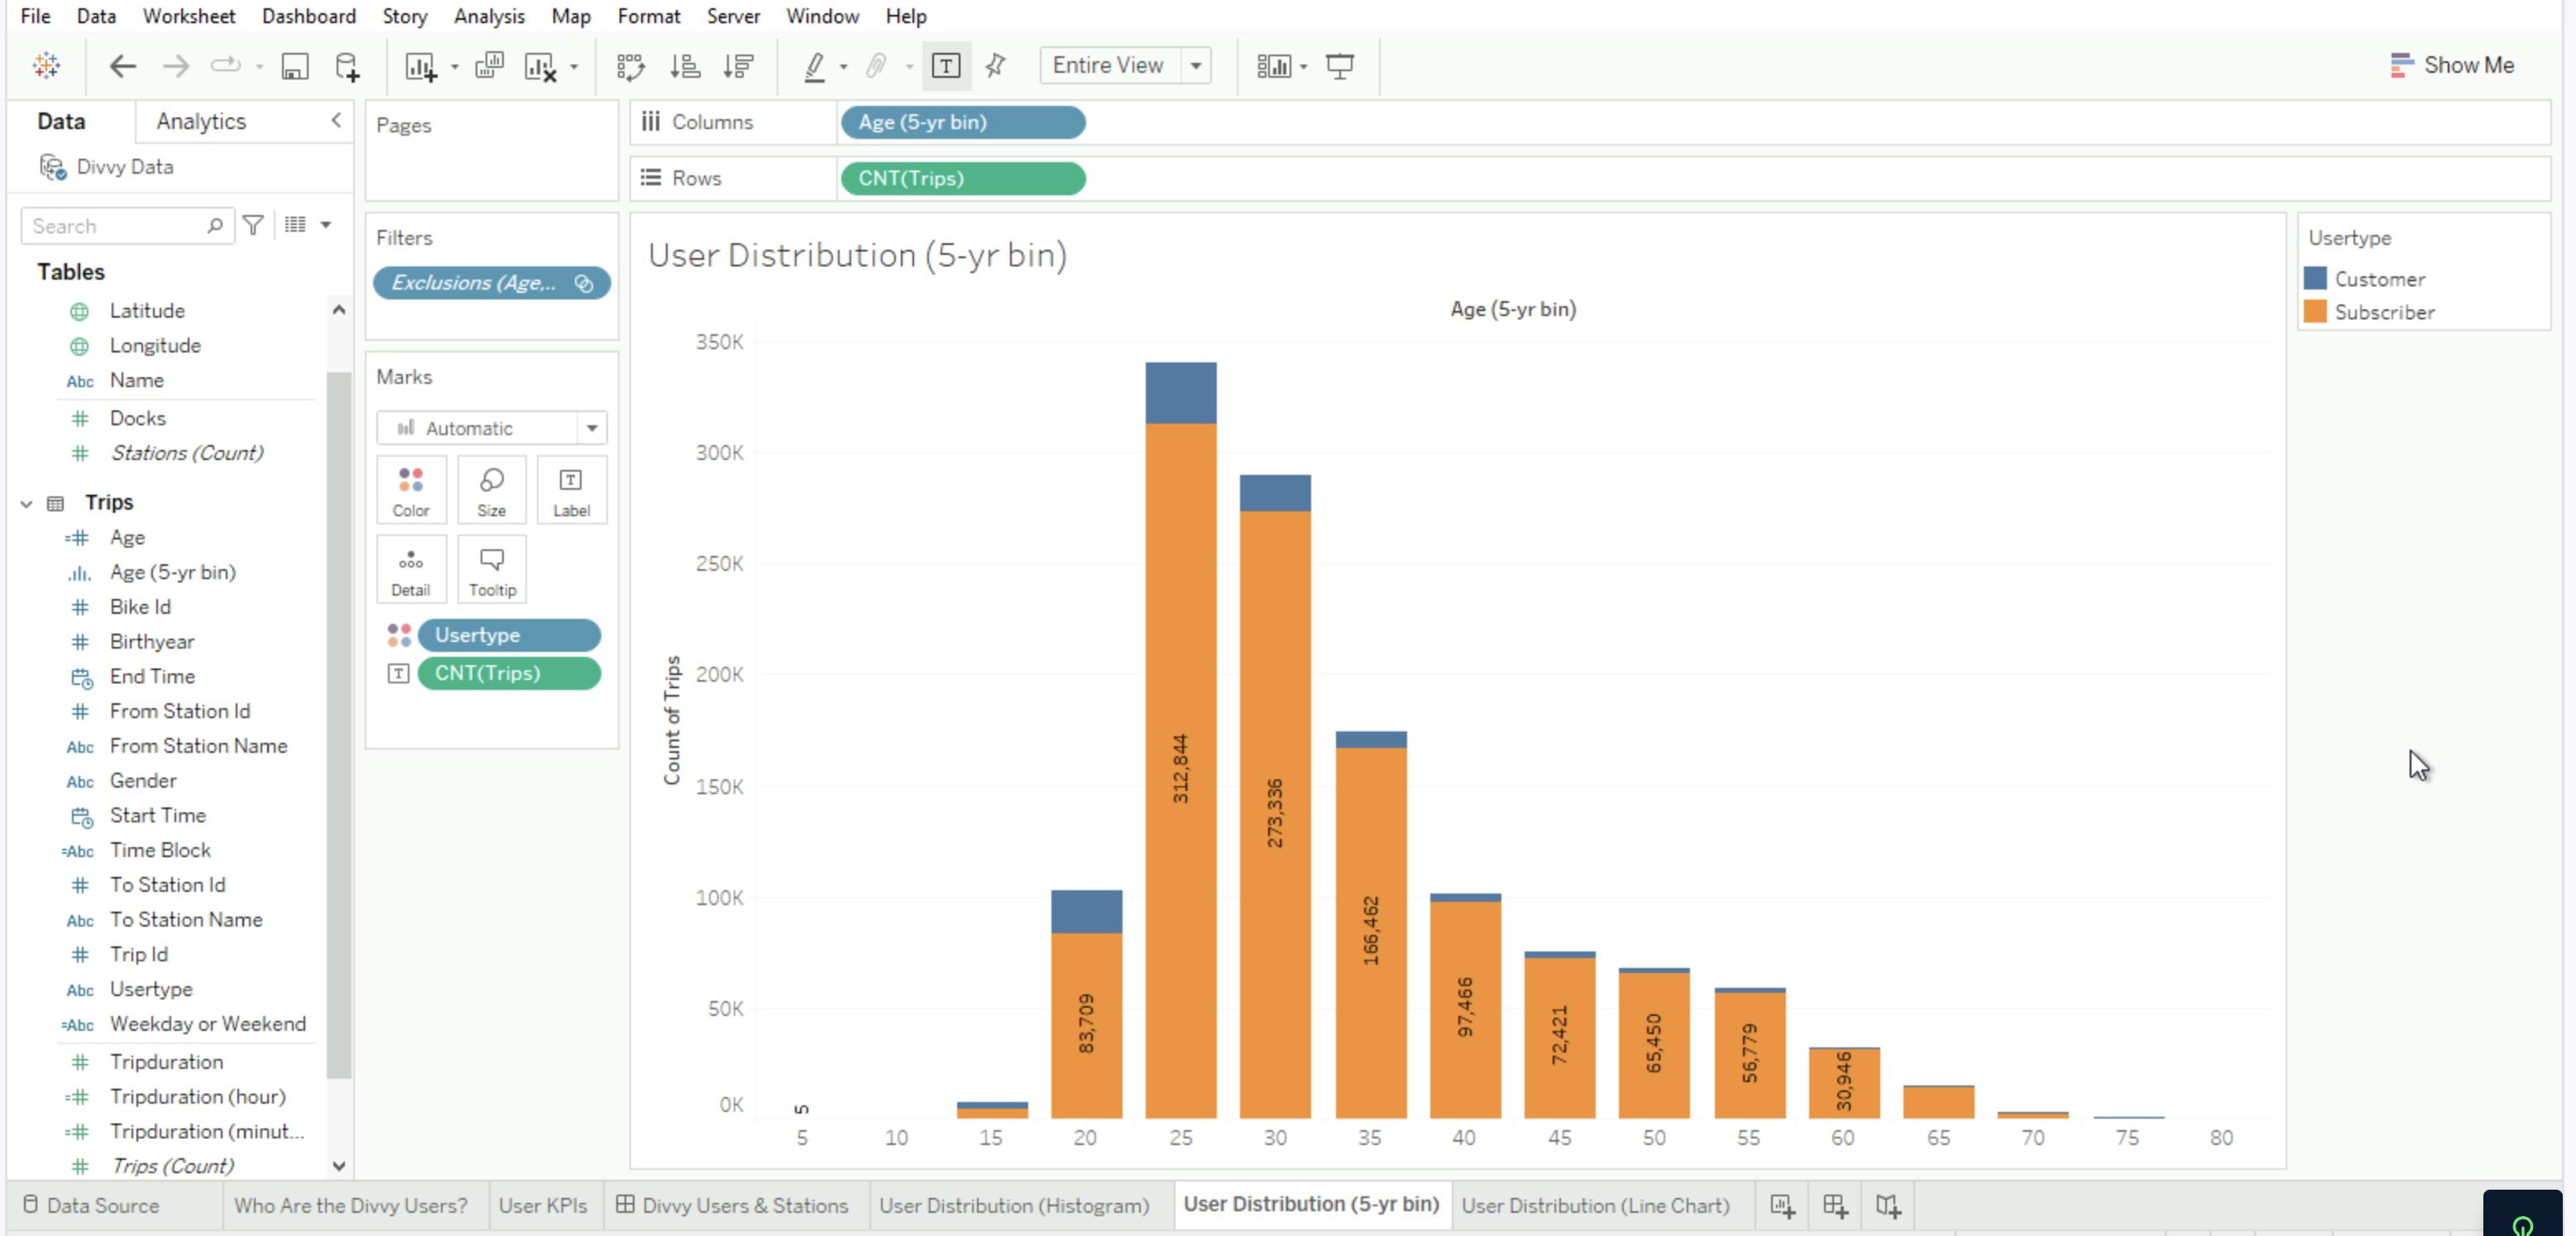 File Data Worksheet Dashboard Story Analysis Map Format Server Window Help
Entire View
Show Me
Data Analytics
Divvy Data
Search
Tables
Latitude
Longitude
Abc Name
Docks
Stations (Count)
Trips
Age
Age (5-yr bin)
Bike Id
Birthyear
End Time
From Station Id
Abc From Station Name
Abc Gender
Start Time
=Abc Time Block
To Station Id
Abc To Station Name
Trip Id
Abc Usertype
=Abc Weekday or Weekend
Tripduration
Tripduration (hour)
Tripduration (minut...
Trips (Count)
Pages
Filters
Exclusions (Age,...
Marks
Automatic
Color Size Label
Detail Tooltip
Usertype
CNT(Trips)
Columns Age (5-yr bin)
Rows CNT(Trips)
User Distribution (5-yr bin)
Age (5-yr bin)
350K
300K
250K
200K
150K
100K
50K
0K
Count of Trips
5
83,709
312,844
273,336
166,462
97,466
72,421
65,450
56,779
30,946
5 10 15 20 25 30 35 40 45 50 55 60 65 70 75 80
Usertype
Customer
Subscriber
Data Source Who Are the Divvy Users? User KPIs Divvy Users & Stations User Distribution (Histogram) User Distribution (5-yr bin) User Distribution (Line Chart)